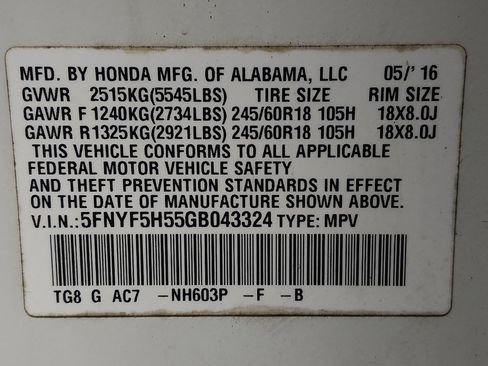 MFD. BY HONDA MFG. OF ALABAMA, LLC 05/'16
GVWR 2515KG(5545LBS) TIRE SIZE RIM SIZE
GAWR F 1240KG(2734LBS) 245/60R18 105H 18X8.0J
GAWR R 1325KG(2921LBS) 245/60R18 105H 18X8.0J
THIS VEHICLE CONFORMS TO ALL APPLICABLE
FEDERAL MOTOR VEHICLE SAFETY
AND THEFT PREVENTION STANDARDS IN EFFECT
ON THE DATE OF MANUFACTURE SHOWN ABOVE.
V.I.N.: 5FNYF5H55GB043324 TYPE: MPV
TG8 G AC7 -NH603P -F -B